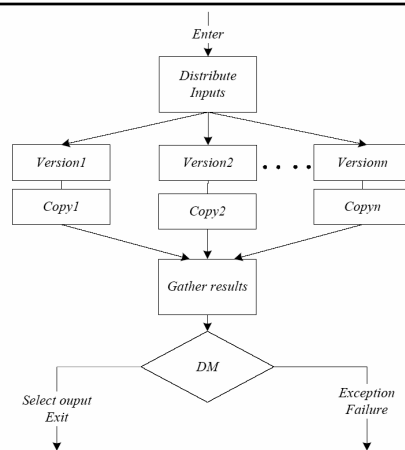 Enter
Distribute
Inputs
Version1
Version2
Versionn
Copy1
Copy2
Copyn
Gather results
DM
Select ouput
Exit
Exception
Failure